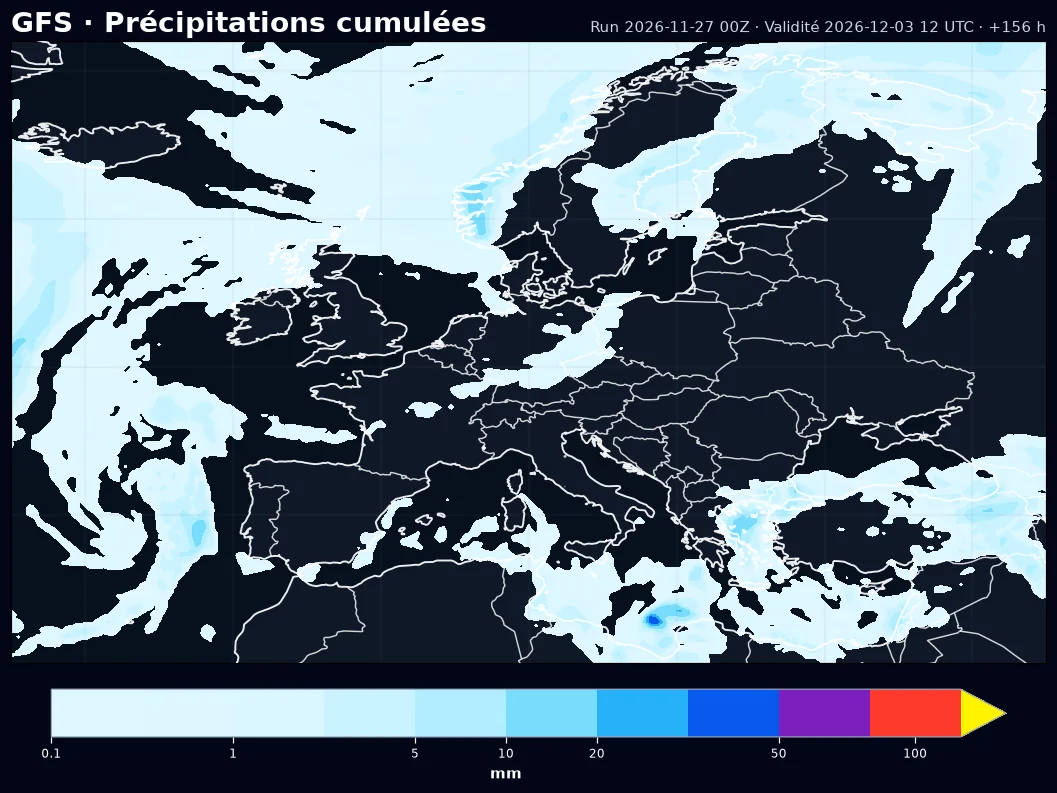 GFS · Précipitations cumulées
Run 2026-11-27 00Z · Validité 2026-12-03 12 UTC · +156 h
0.1 1 5 10 20 50 100
mm